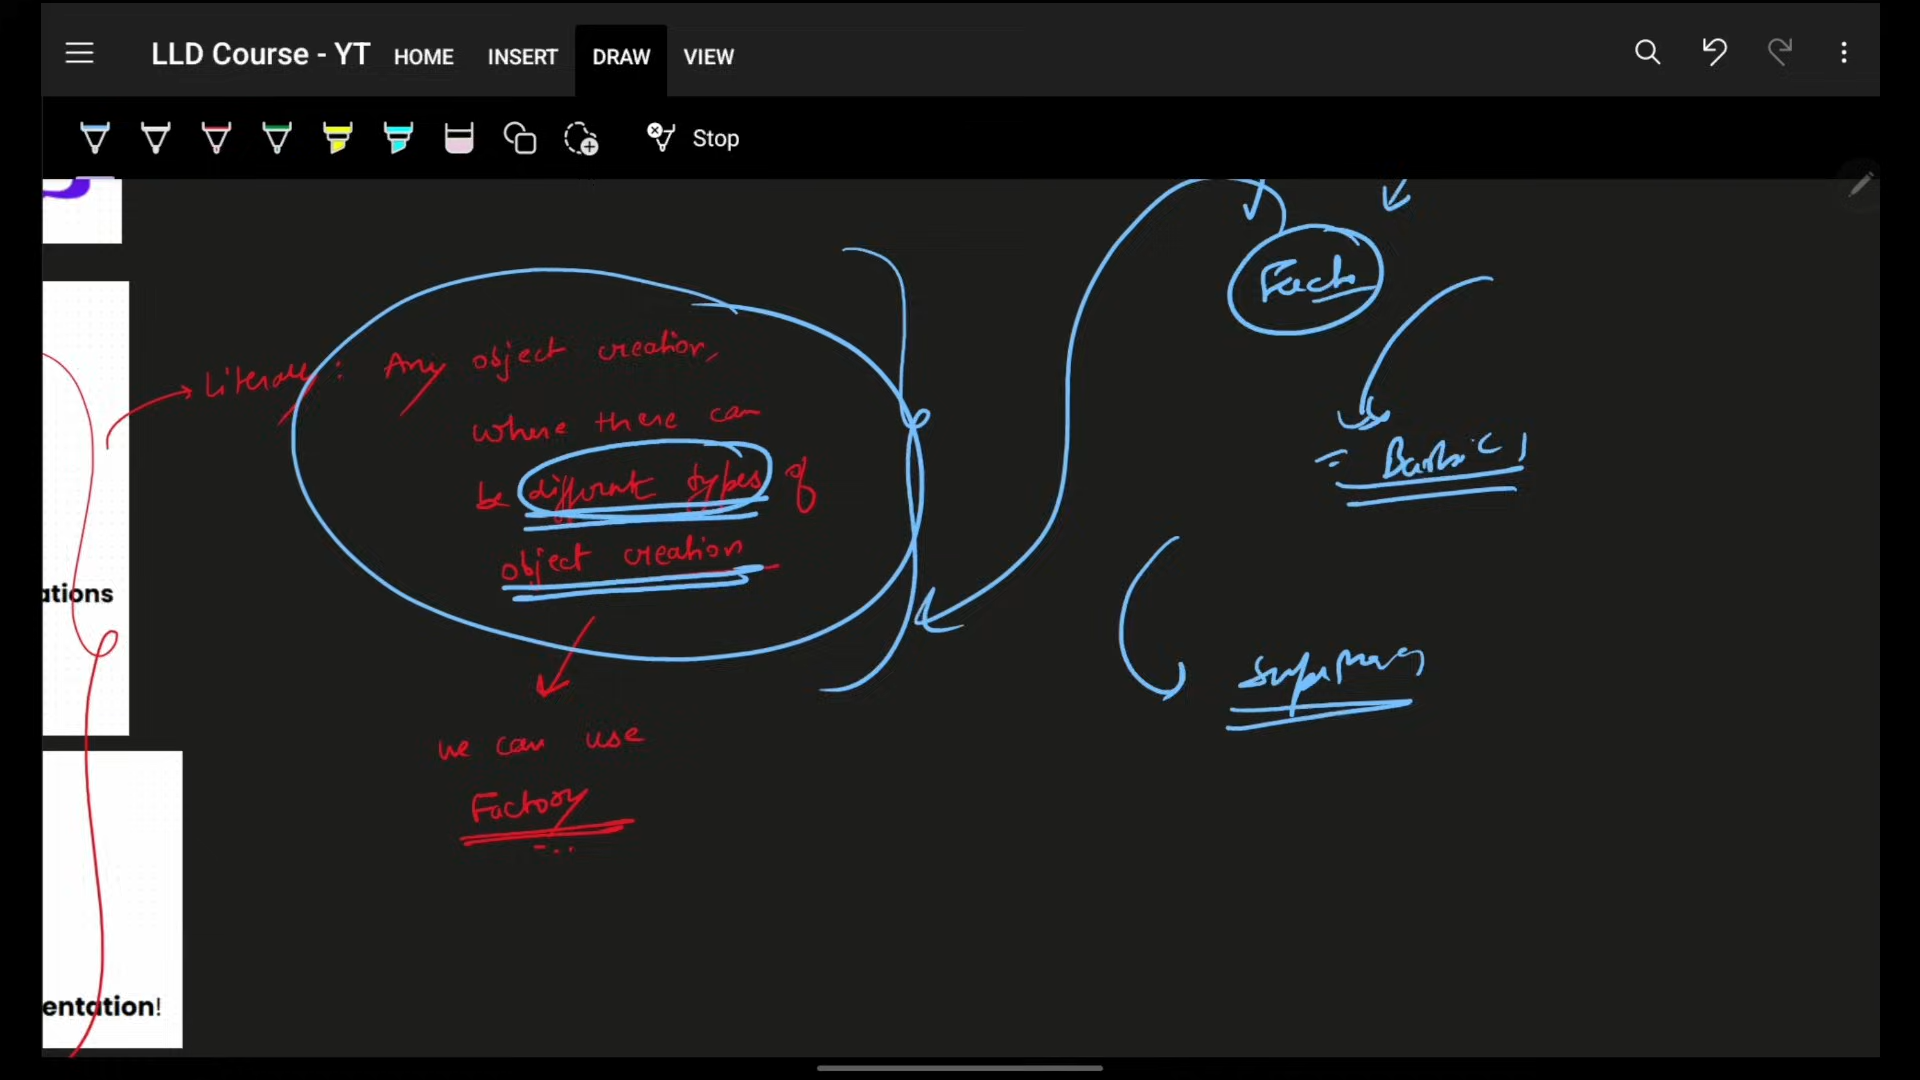 LLD Course - YT HOME INSERT DRAW VIEW
Stop
Facto
Literally: Any object creation,
where there can
be different types of
object creation
we can use
Factory
ations
entation!